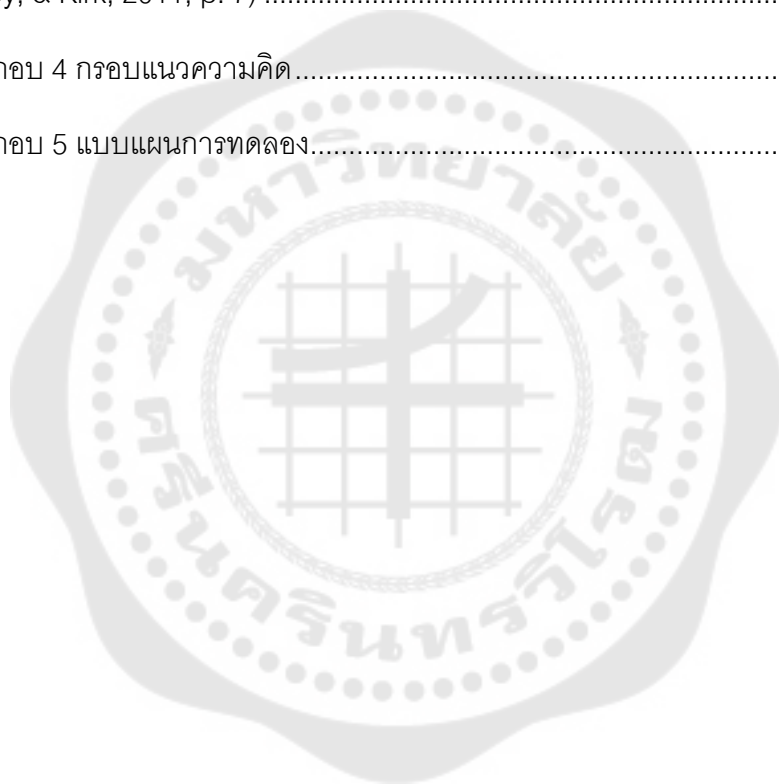 y, & Kirk, 2011, p. 7) ........................................................................
กอบ 4 กรอบแนวความคิด ................................................................
กอบ 5 แบบแผนการทดลอง..............................................................
มหาวิทยาลัย
ศรีนครินทรวิโรฒ